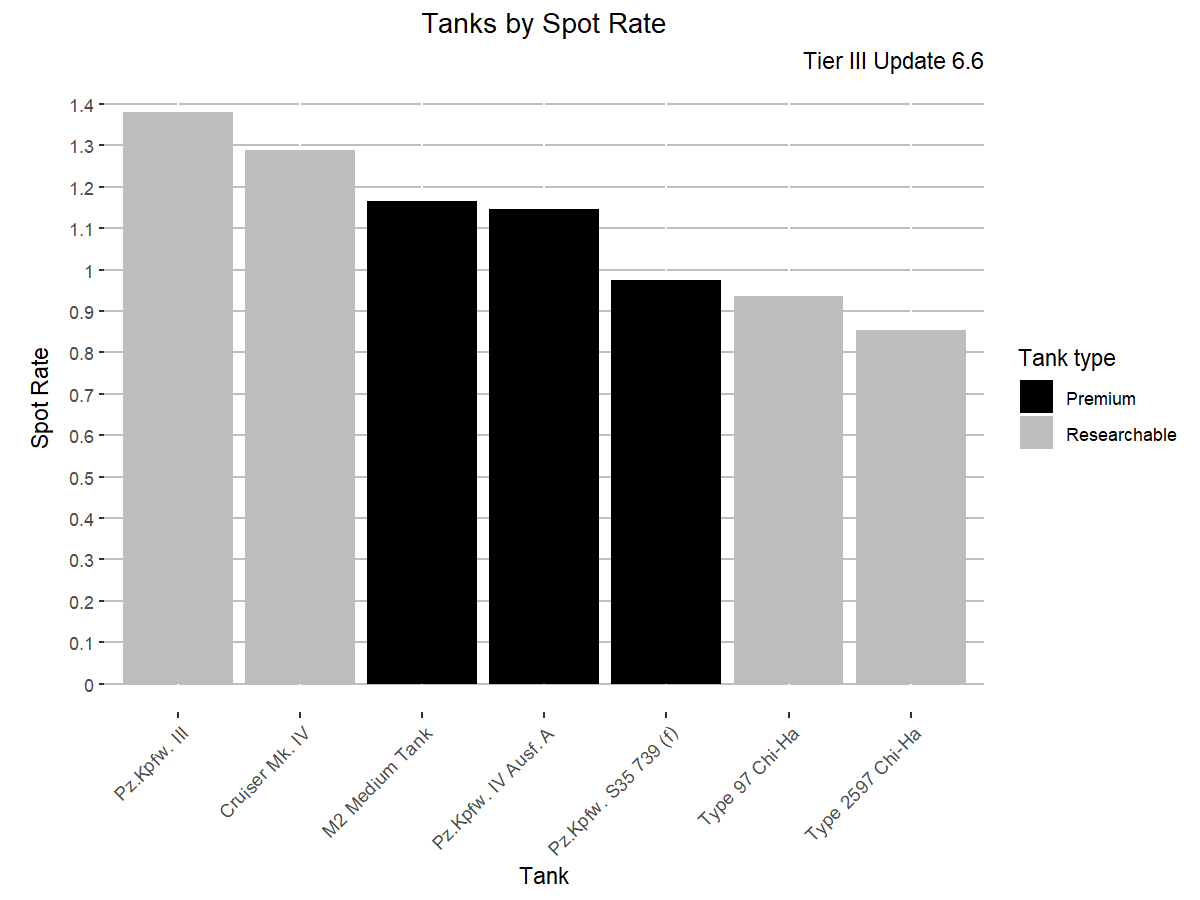 Tanks by Spot Rate
Tier III Update 6.6
Spot Rate
1.4
1.3
1.2
1.1
1
0.9
0.8
0.7
0.6
0.5
0.4
0.3
0.2
0.1
0
Pz.Kpfw. III
Cruiser Mk. IV
M2 Medium Tank
Pz.Kpfw. IV Ausf. A
Pz.Kpfw. S35 739 (f)
Type 97 Chi-Ha
Type 2597 Chi-Ha
Tank
Tank type
Premium
Researchable